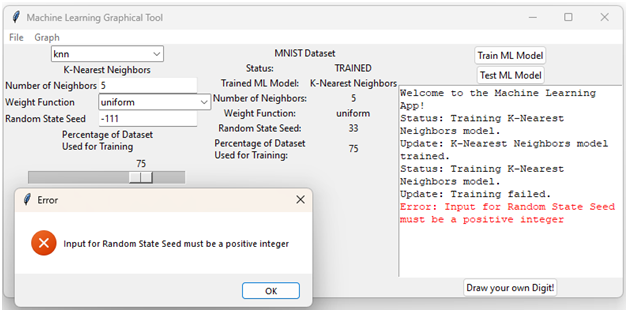 Machine Learning Graphical Tool
File Graph
knn
K-Nearest Neighbors
Number of Neighbors 5
Weight Function uniform
Random State Seed -111
Percentage of Dataset
Used for Training
75
MNIST Dataset
Status: TRAINED
Trained ML Model: K-Nearest Neighbors
Number of Neighbors: 5
Weight Function: uniform
Random State Seed: 33
Percentage of Dataset
Used for Training: 75
Train ML Model
Test ML Model
Welcome to the Machine Learning
App!
Status: Training K-Nearest
Neighbors model.
Update: K-Nearest Neighbors model
trained.
Status: Training K-Nearest
Neighbors model.
Update: Training failed.
Error: Input for Random State Seed
must be a positive integer
Draw your own Digit!
Error
Input for Random State Seed must be a positive integer
OK